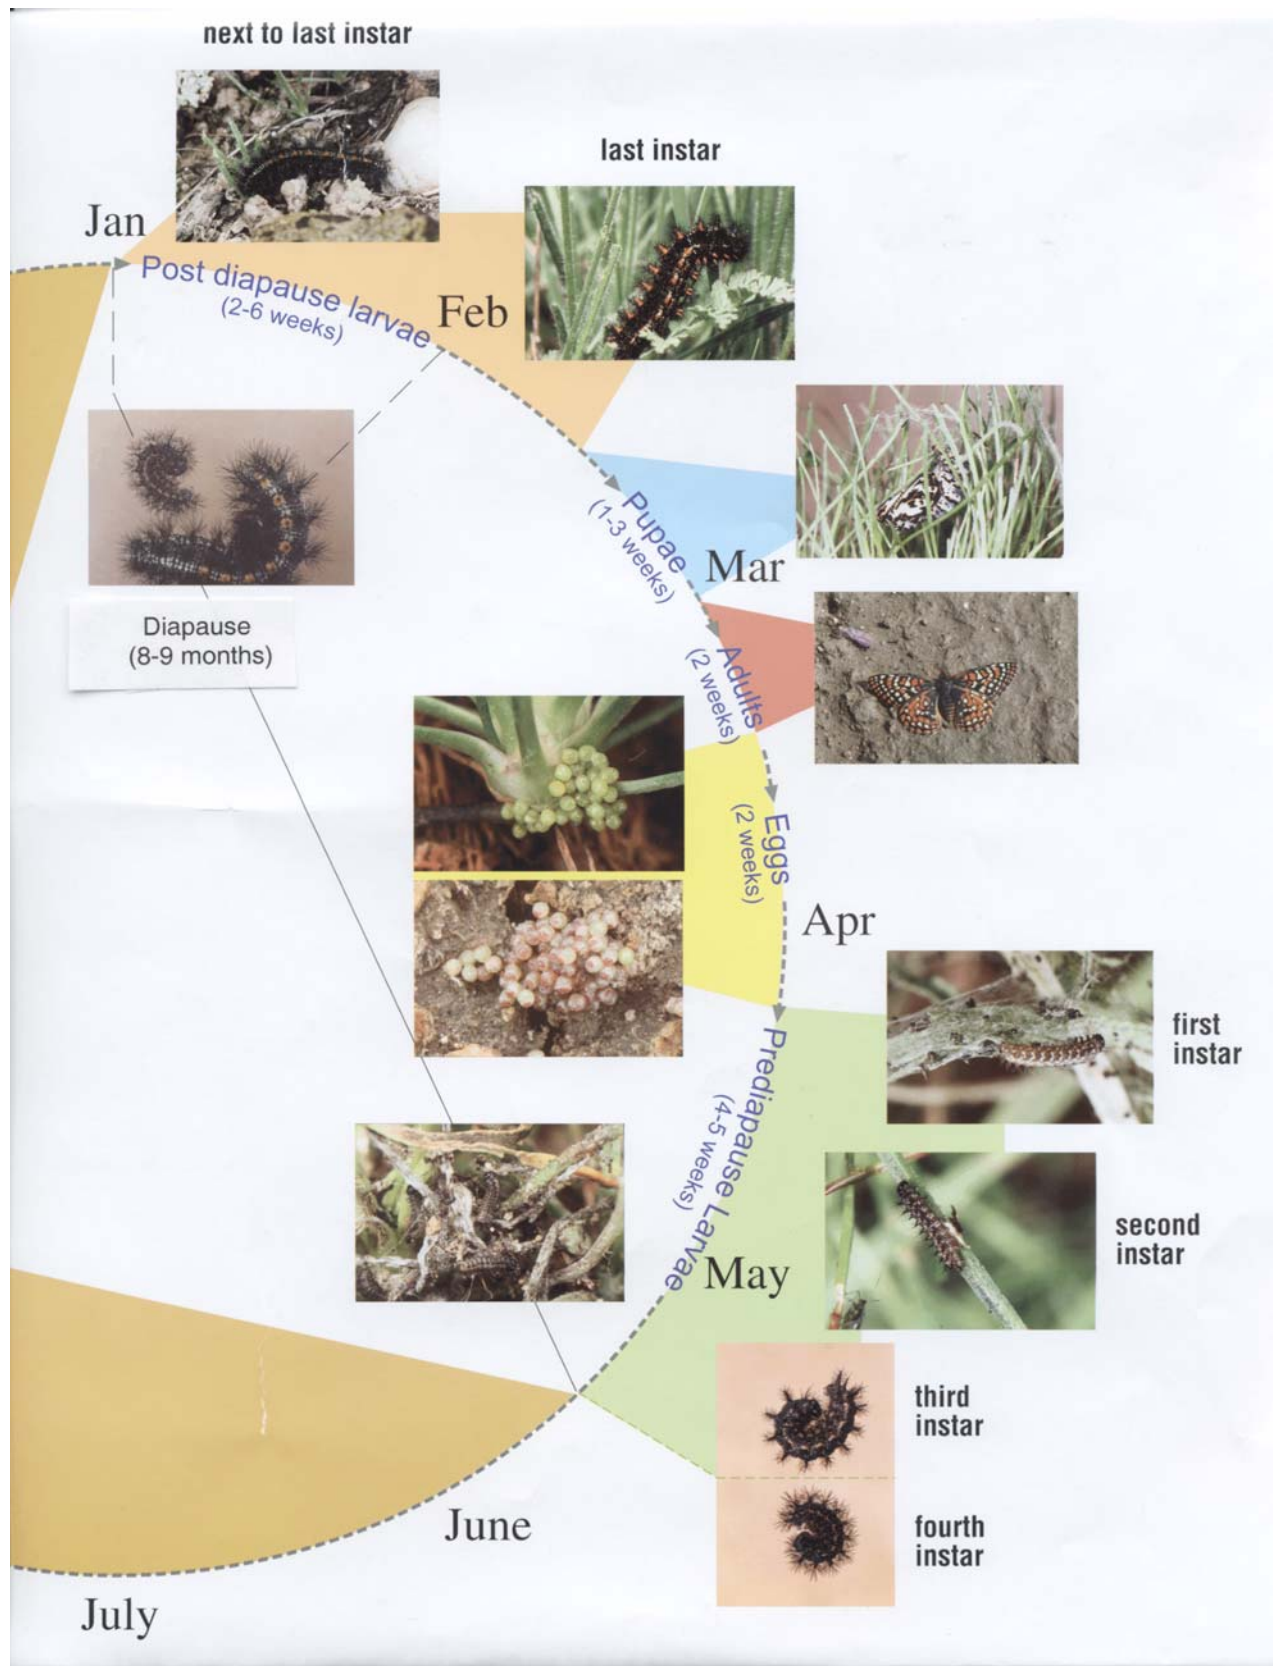 next to last instar
last instar
Jan
Post diapause larvae
(2-6 weeks)
Feb
Pupae
(1-3 weeks)
Mar
Diapause
(8-9 months)
Adults
(2 weeks)
Eggs
(2 weeks)
Apr
first
instar
Prediapause Larvae
(4-5 weeks)
second
instar
May
third
instar
June
fourth
instar
July